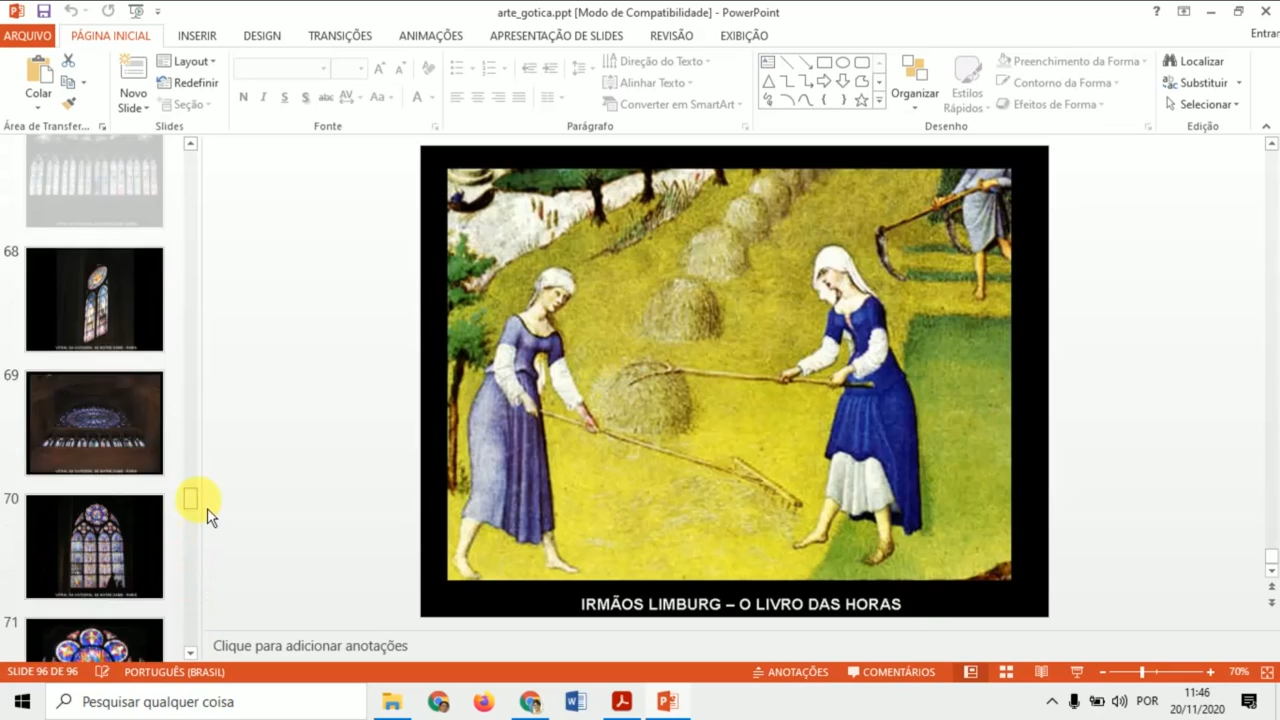 arte_gotica.ppt [Modo de Compatibilidade] - PowerPoint
?
ARQUIVO PÁGINA INICIAL INSERIR DESIGN TRANSIÇÕES ANIMAÇÕES APRESENTAÇÃO DE SLIDES REVISÃO EXIBIÇÃO Entrar
Colar
Área de Transfer...
Novo
Slide
Layout
Redefinir
Seção
Slides
N I S S abc AV Aa A
Fonte
Direção do Texto
Alinhar Texto
Converter em SmartArt
Parágrafo
Organizar
Estilos
Rápidos
Preenchimento da Forma
Contorno da Forma
Efeitos de Forma
Desenho
Localizar
Substituir
Selecionar
Edição
68
69
70
71
IRMÃOS LIMBURG – O LIVRO DAS HORAS
Clique para adicionar anotações
SLIDE 96 DE 96 PORTUGUÊS (BRASIL) ANOTAÇÕES COMENTÁRIOS 70%
Pesquisar qualquer coisa
POR
11:46
20/11/2020